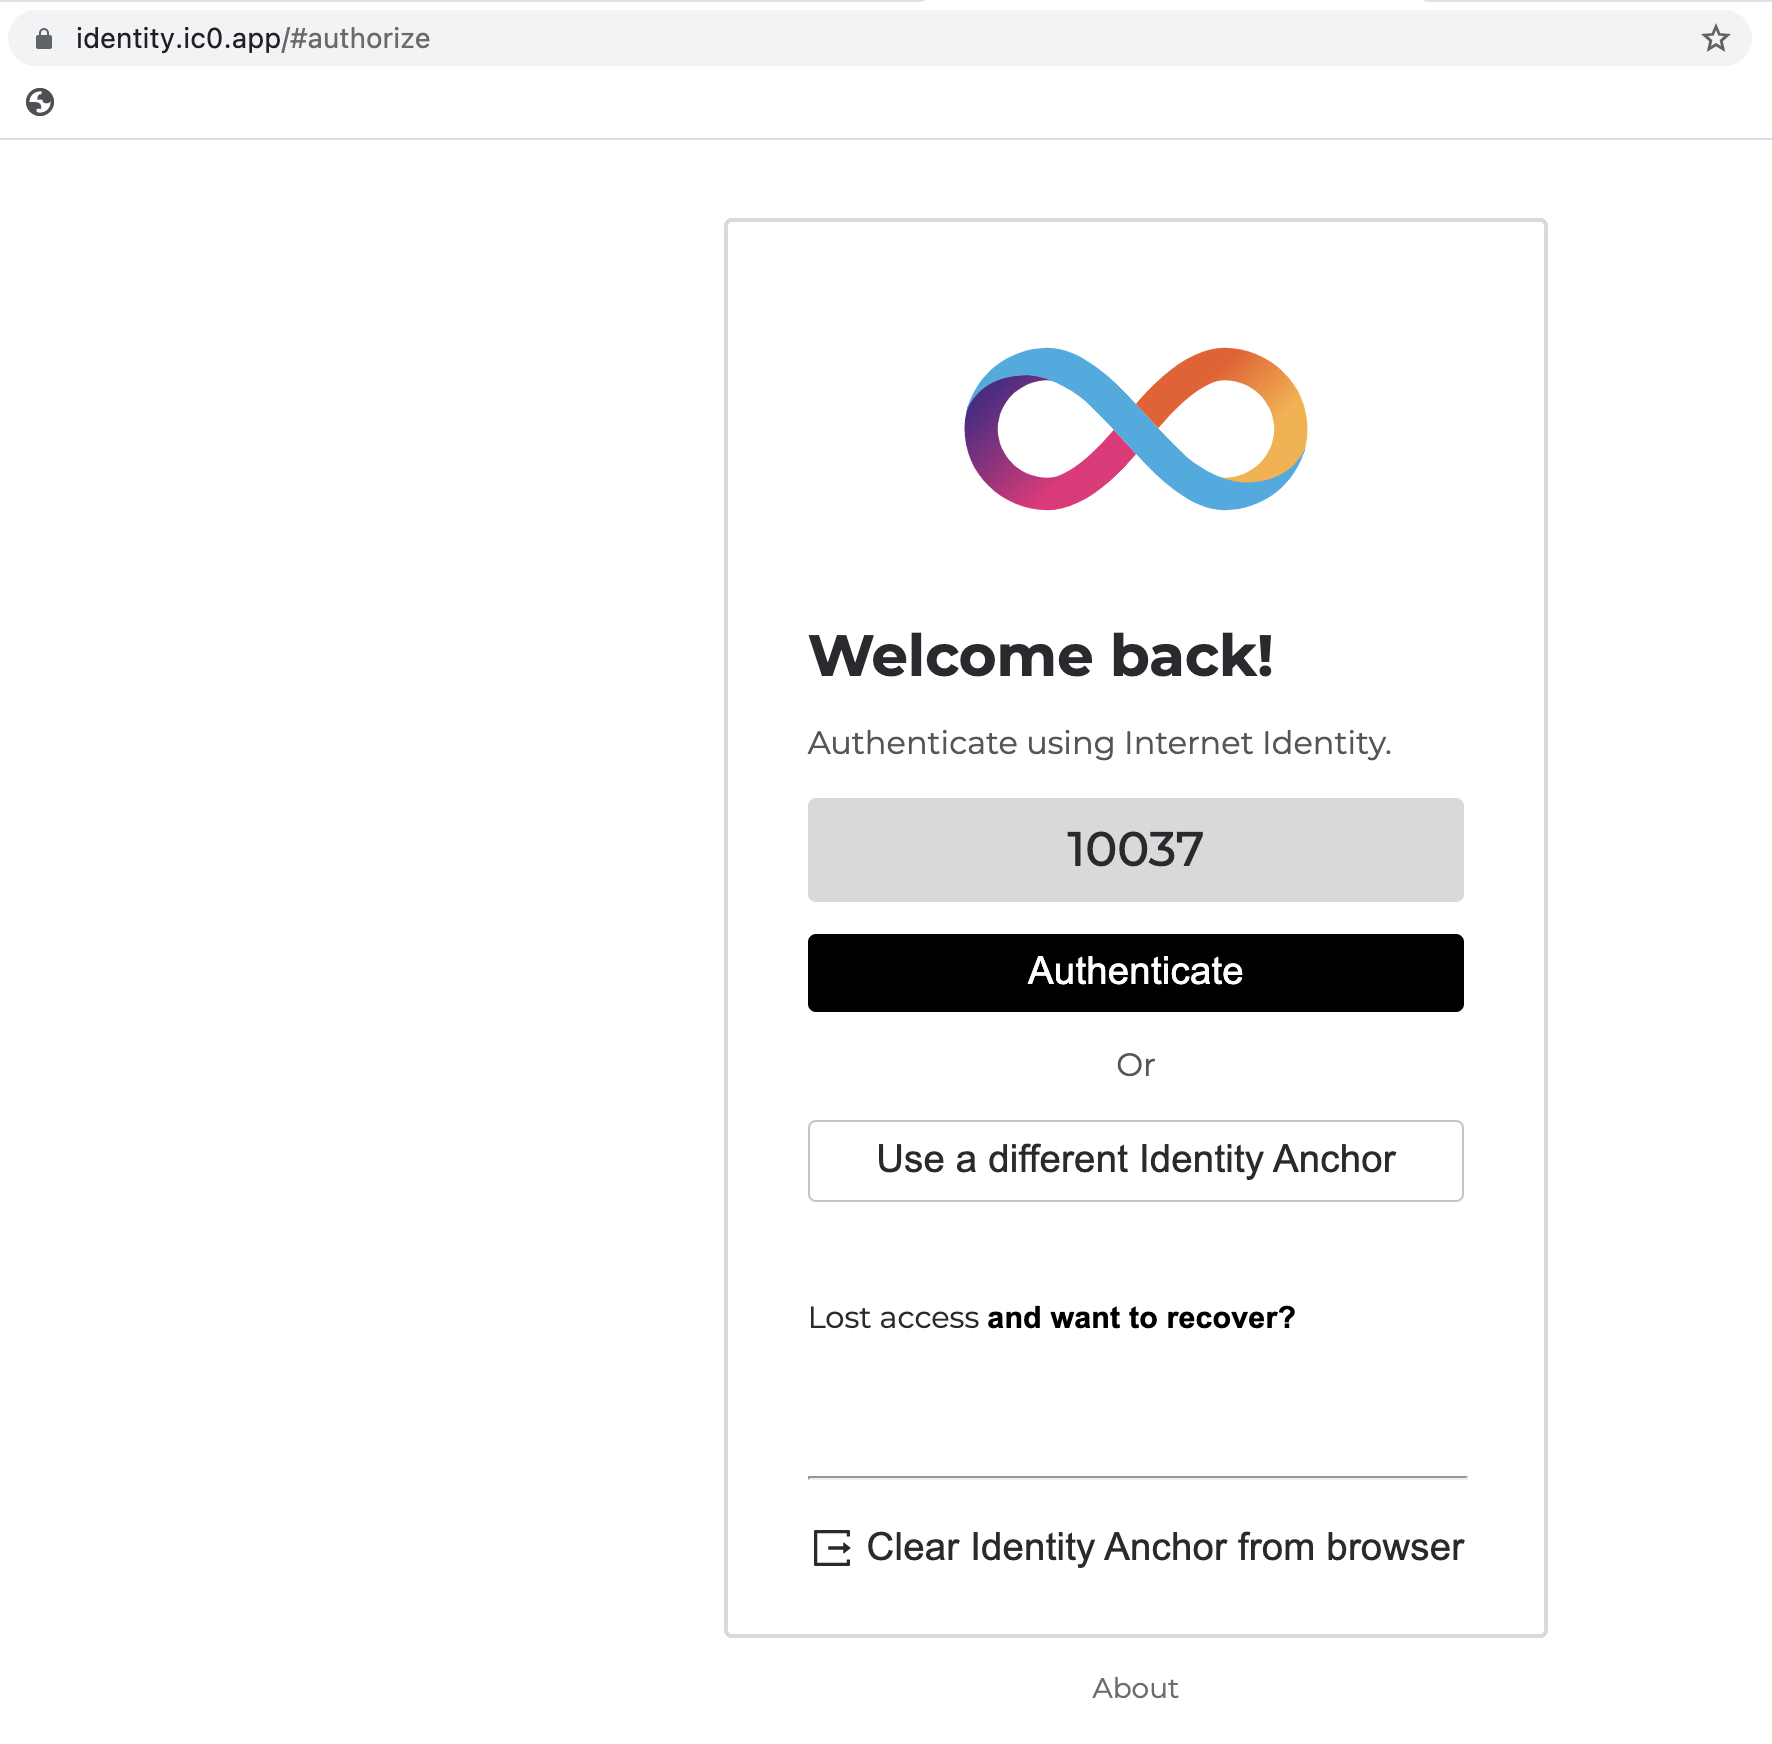 identity.ic0.app/#authorize
Welcome back!
Authenticate using Internet Identity.
10037
Authenticate
Or
Use a different Identity Anchor
Lost access and want to recover?
Clear Identity Anchor from browser
About